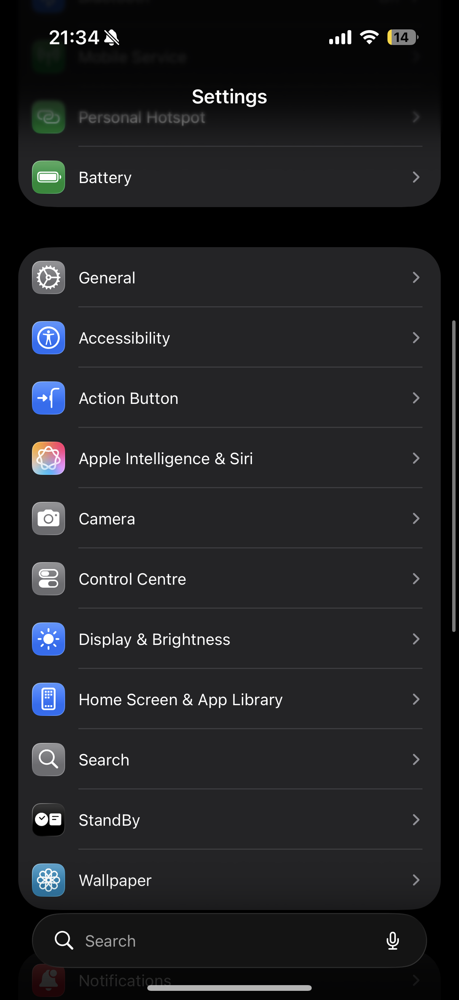 21:34
14
Mobile Service
Settings
Personal Hotspot
Battery
General
Accessibility
Action Button
Apple Intelligence & Siri
Camera
Control Centre
Display & Brightness
Home Screen & App Library
Search
StandBy
Wallpaper
Search
Notifications